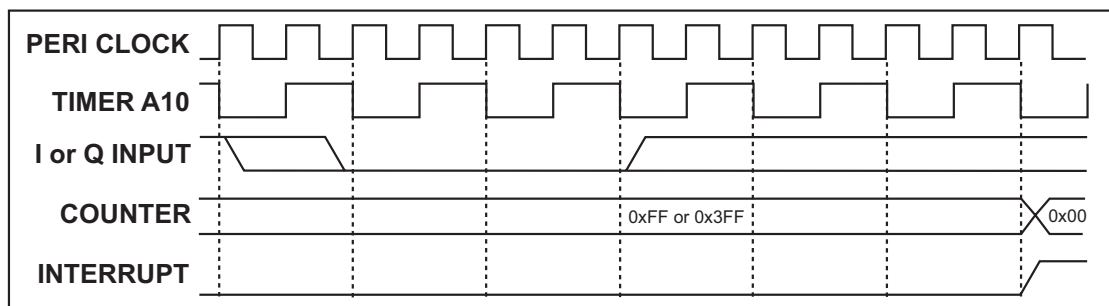 PERI CLOCK
TIMER A10
I or Q INPUT
COUNTER
0xFF or 0x3FF
0x00
INTERRUPT